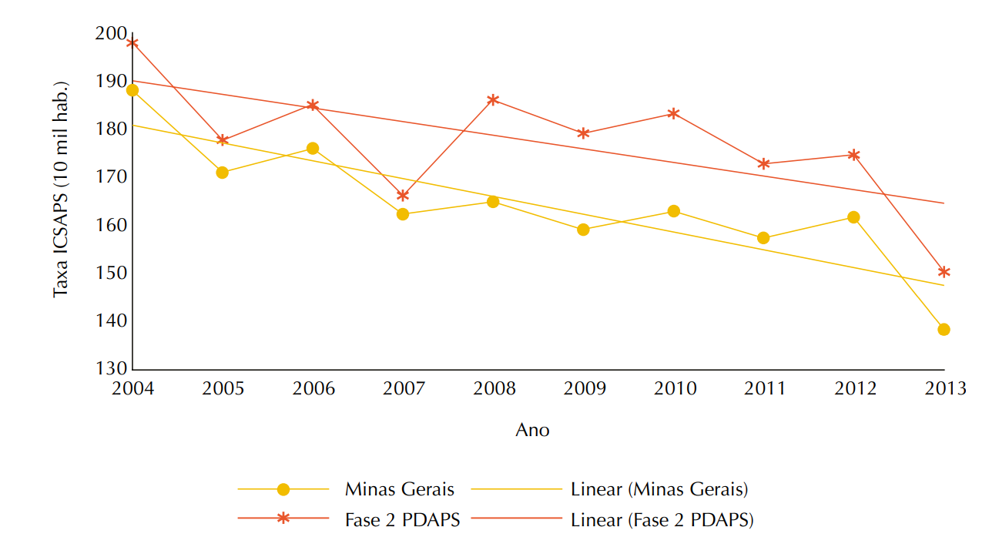 Taxa ICSAPS (10 mil hab.)
200
190
180
170
160
150
140
130
2004 2005 2006 2007 2008 2009 2010 2011 2012 2013
Ano
Minas Gerais Linear (Minas Gerais)
Fase 2 PDAPS Linear (Fase 2 PDAPS)